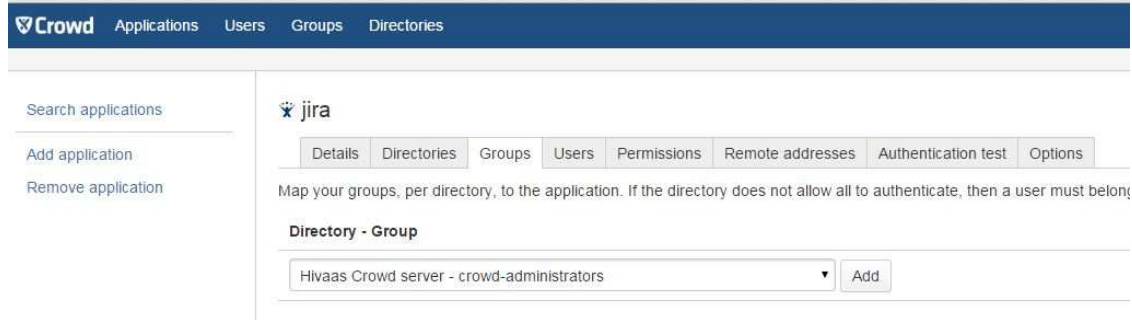 Crowd Applications Users Groups Directories
Search applications
Add application
Remove application
jira
Details Directories Groups Users Permissions Remote addresses Authentication test Options
Map your groups, per directory, to the application. If the directory does not allow all to authenticate, then a user must belong
Directory - Group
Hivaas Crowd server - crowd-administrators Add